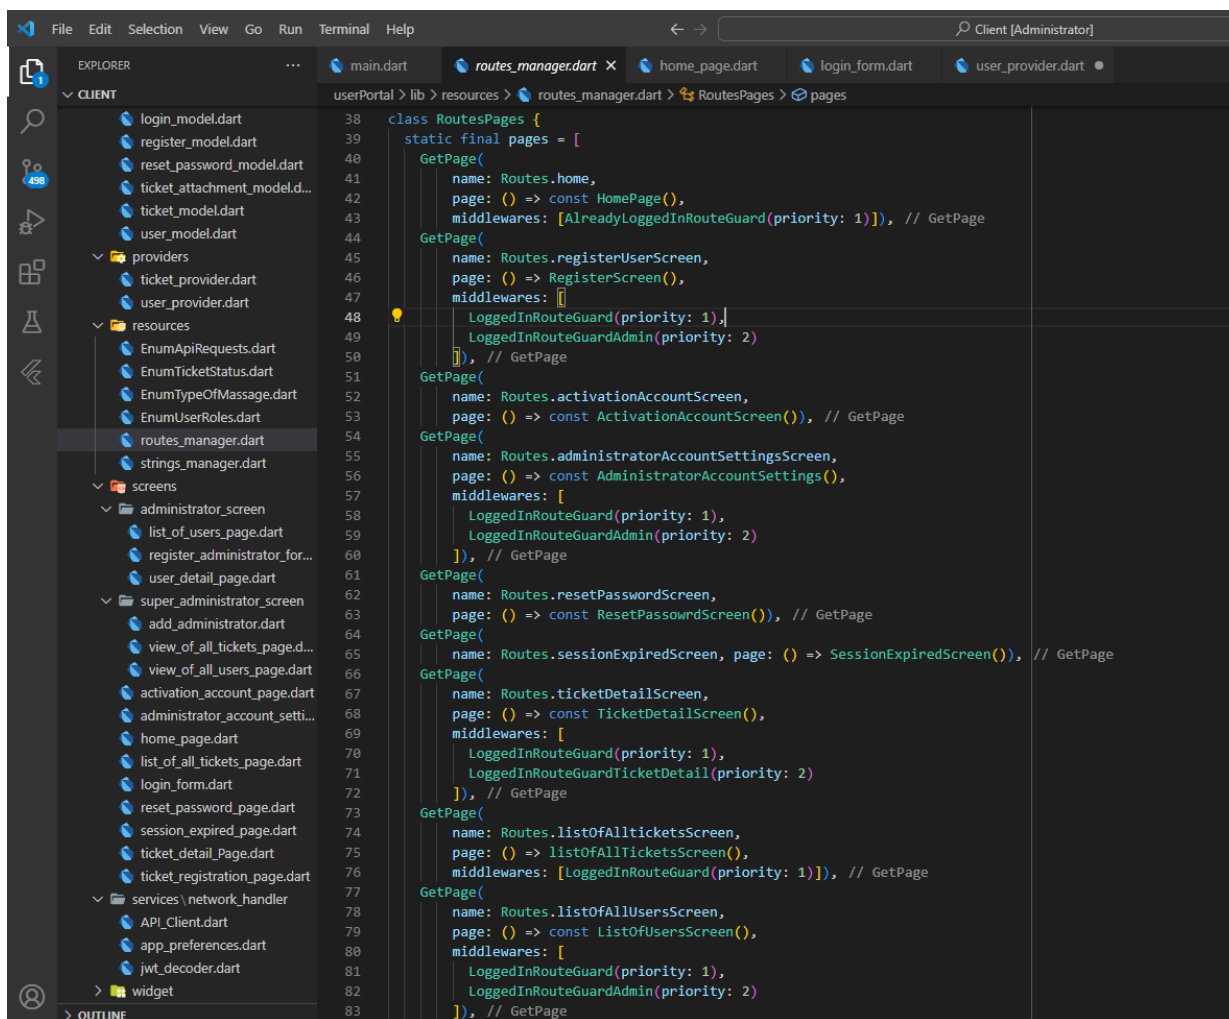 File Edit Selection View Go Run Terminal Help
Client [Administrator]
EXPLORER
1
498
CLIENT
login_model.dart
register_model.dart
reset_password_model.dart
ticket_attachment_model.d...
ticket_model.dart
user_model.dart
providers
ticket_provider.dart
user_provider.dart
resources
EnumApiRequests.dart
EnumTicketStatus.dart
EnumTypeOfMassage.dart
EnumUserRoles.dart
routes_manager.dart
strings_manager.dart
screens
administrator_screen
list_of_users_page.dart
register_administrator_for...
user_detail_page.dart
super_administrator_screen
add_administrator.dart
view_of_all_tickets_page.d...
view_of_all_users_page.dart
activation_account_page.dart
administrator_account_setti...
home_page.dart
list_of_all_tickets_page.dart
login_form.dart
reset_password_page.dart
session_expired_page.dart
ticket_detail_Page.dart
ticket_registration_page.dart
services\network_handler
API_Client.dart
app_preferences.dart
jwt_decoder.dart
widget
OUTLINE
main.dart routes_manager.dart home_page.dart login_form.dart user_provider.dart
userPortal > lib > resources > routes_manager.dart > RoutesPages > pages
38 class RoutesPages {
39 static final pages = [
40 GetPage(
41 name: Routes.home,
42 page: () => const HomePage(),
43 middlewares: [AlreadyLoggedInRouteGuard(priority: 1)]), // GetPage
44 GetPage(
45 name: Routes.registerUserScreen,
46 page: () => RegisterScreen(),
47 middlewares: [
48 LoggedInRouteGuard(priority: 1),
49 LoggedInRouteGuardAdmin(priority: 2)
50 ]), // GetPage
51 GetPage(
52 name: Routes.activationAccountScreen,
53 page: () => const ActivationAccountScreen()), // GetPage
54 GetPage(
55 name: Routes.administratorAccountSettingsScreen,
56 page: () => const AdministratorAccountSettings(),
57 middlewares: [
58 LoggedInRouteGuard(priority: 1),
59 LoggedInRouteGuardAdmin(priority: 2)
60 ]), // GetPage
61 GetPage(
62 name: Routes.resetPasswordScreen,
63 page: () => const ResetPassowrdScreen()), // GetPage
64 GetPage(
65 name: Routes.sessionExpiredScreen, page: () => SessionExpiredScreen()), // GetPage
66 GetPage(
67 name: Routes.ticketDetailScreen,
68 page: () => const TicketDetailScreen(),
69 middlewares: [
70 LoggedInRouteGuard(priority: 1),
71 LoggedInRouteGuardTicketDetail(priority: 2)
72 ]), // GetPage
73 GetPage(
74 name: Routes.listOfAllticketsScreen,
75 page: () => listOfAllTicketsScreen(),
76 middlewares: [LoggedInRouteGuard(priority: 1)]), // GetPage
77 GetPage(
78 name: Routes.listOfAllUsersScreen,
79 page: () => const ListOfUsersScreen(),
80 middlewares: [
81 LoggedInRouteGuard(priority: 1),
82 LoggedInRouteGuardAdmin(priority: 2)
83 ]), // GetPage